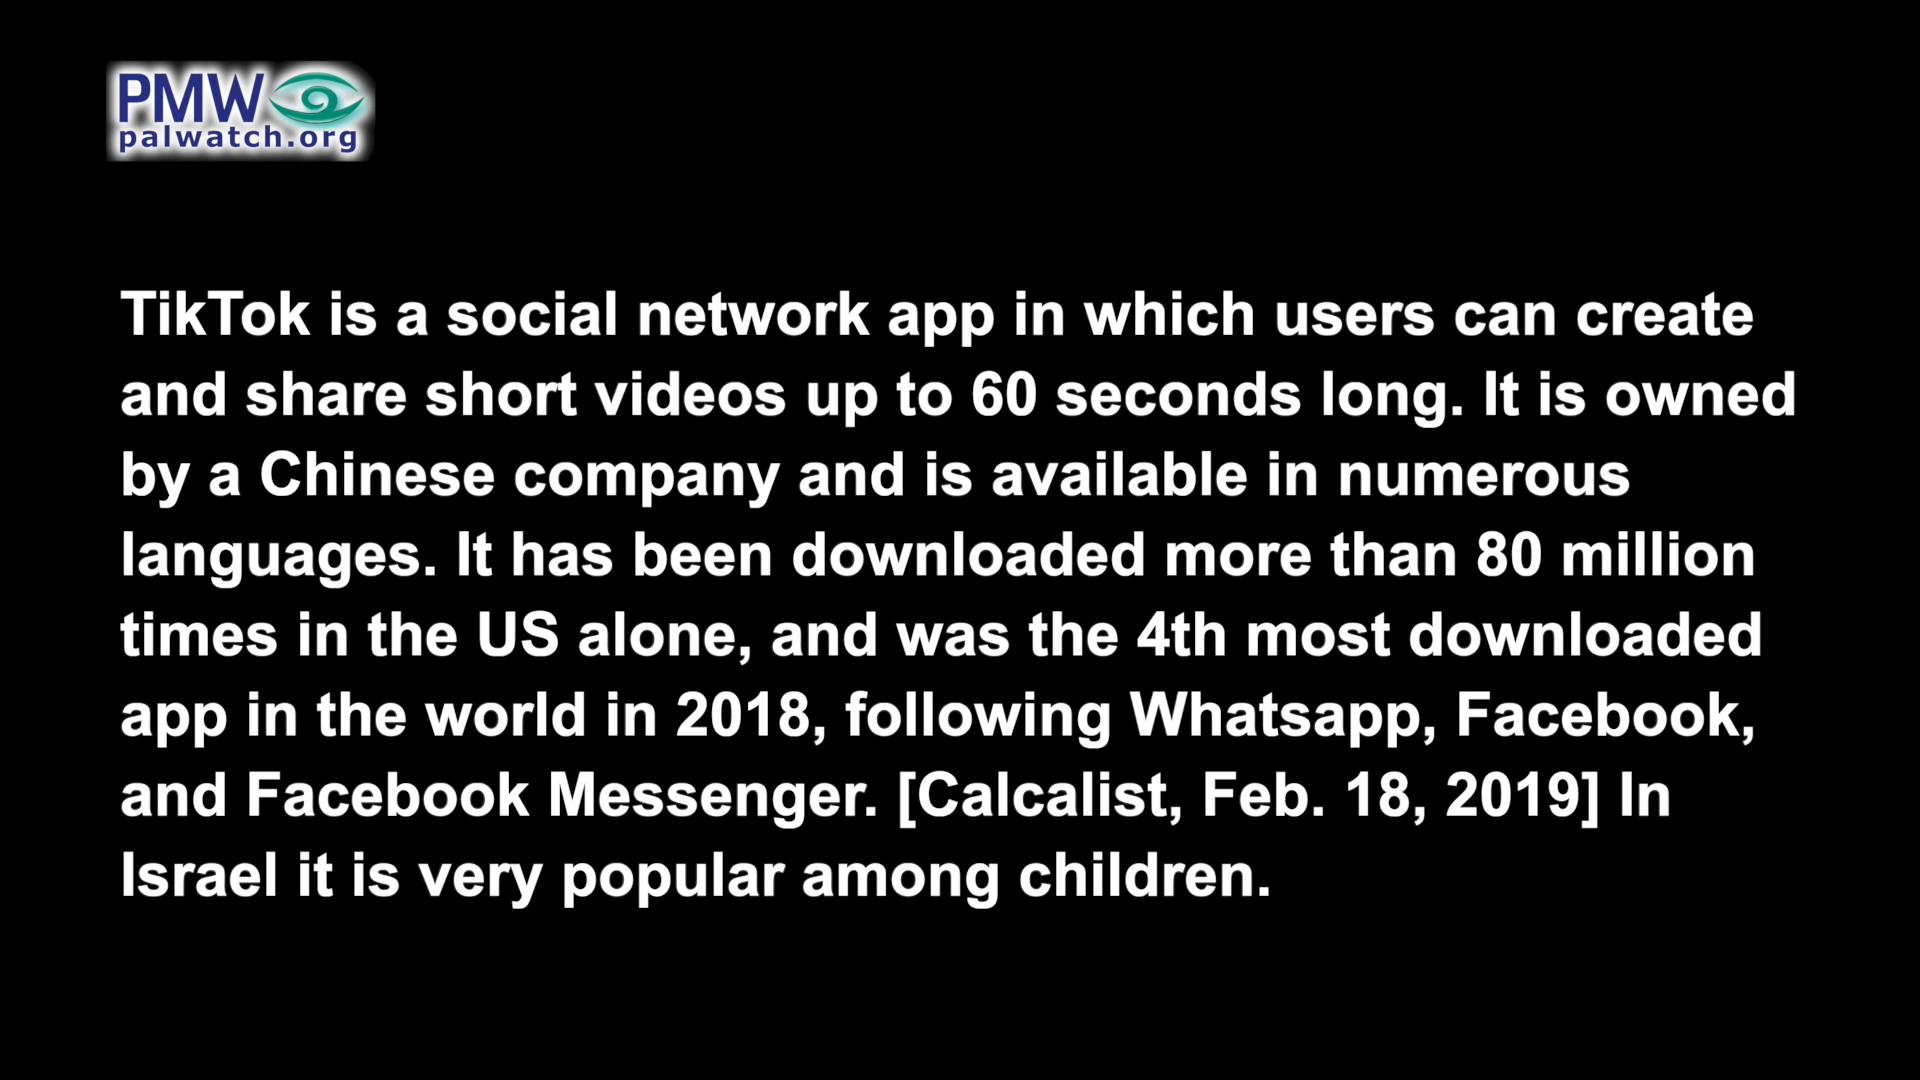 PMW
palwatch.org
TikTok is a social network app in which users can create
and share short videos up to 60 seconds long. It is owned
by a Chinese company and is available in numerous
languages. It has been downloaded more than 80 million
times in the US alone, and was the 4th most downloaded
app in the world in 2018, following Whatsapp, Facebook,
and Facebook Messenger. [Calcalist, Feb. 18, 2019] In
Israel it is very popular among children.